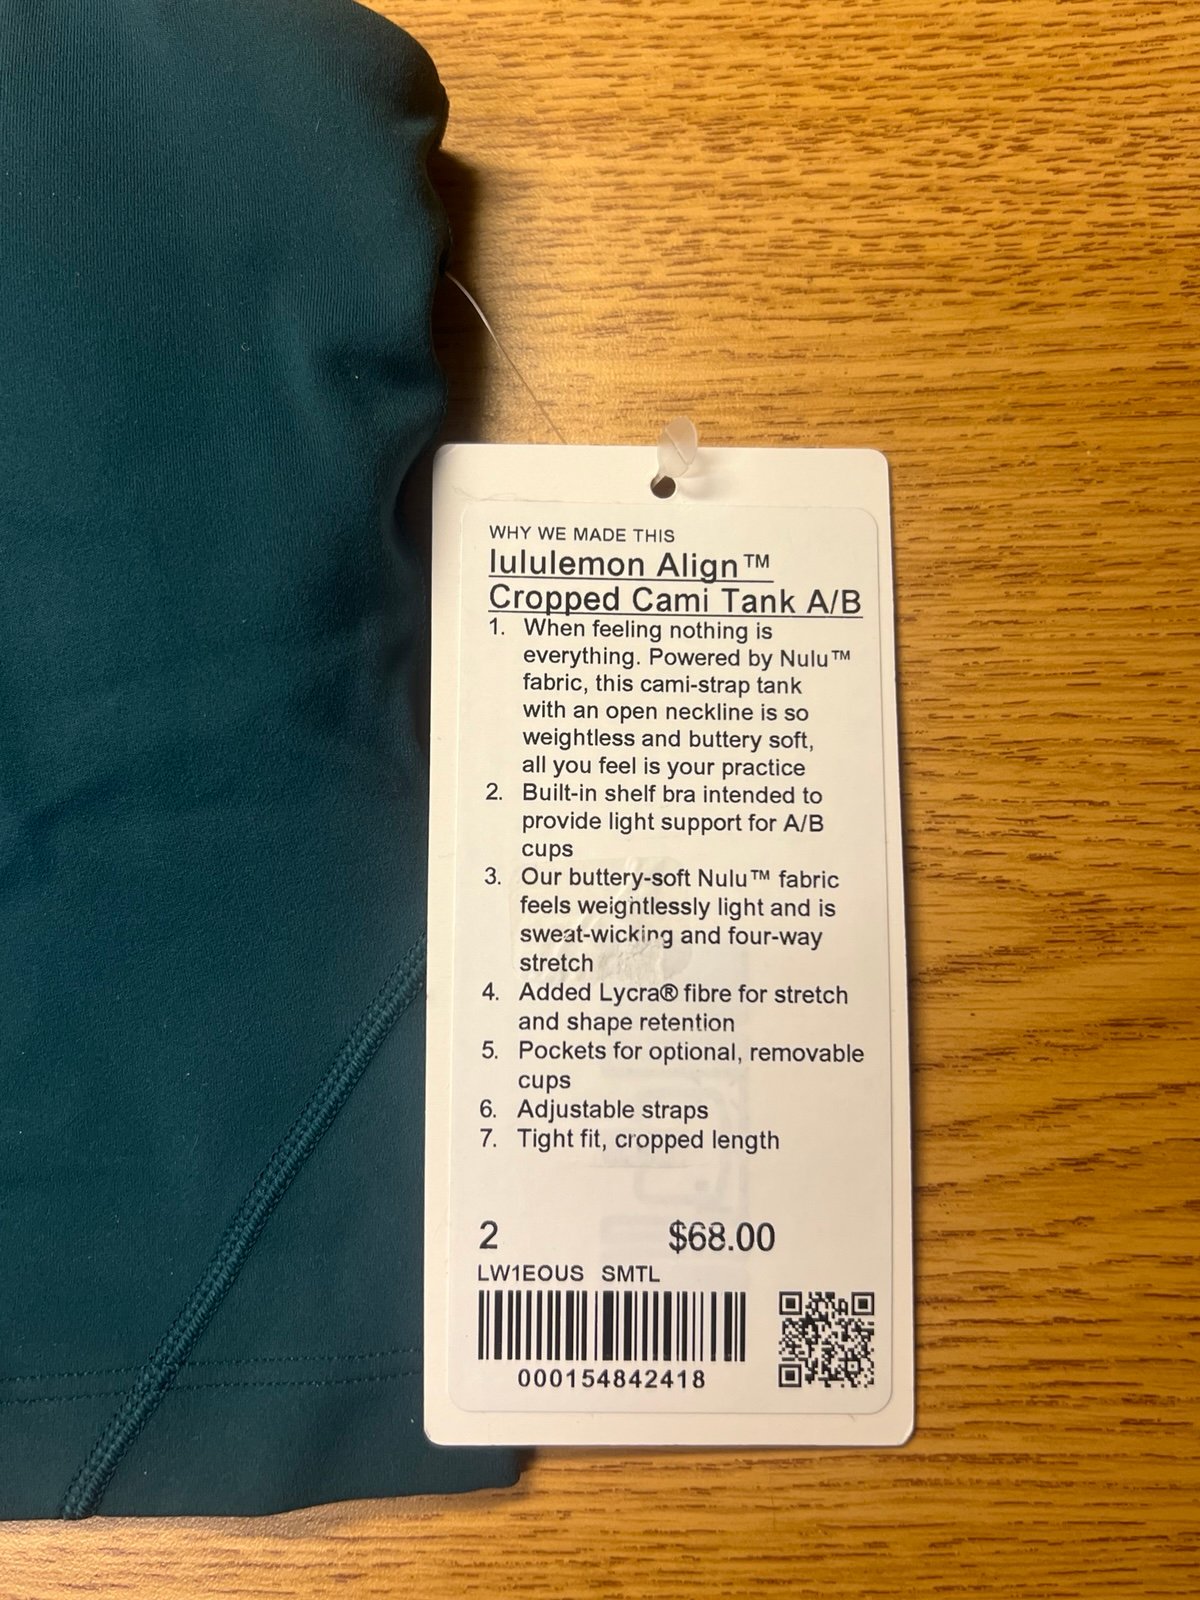 WHY WE MADE THIS
lululemon Align™
Cropped Cami Tank A/B
1. When feeling nothing is
everything. Powered by Nulu™
fabric, this cami-strap tank
with an open neckline is so
weightless and buttery soft,
all you feel is your practice
2. Built-in shelf bra intended to
provide light support for A/B
cups
3. Our buttery-soft Nulu™ fabric
feels weightlessly light and is
sweat-wicking and four-way
stretch
4. Added Lycra® fibre for stretch
and shape retention
5. Pockets for optional, removable
cups
6. Adjustable straps
7. Tight fit, cropped length
2 $68.00
LW1EOUS SMTL
000154842418